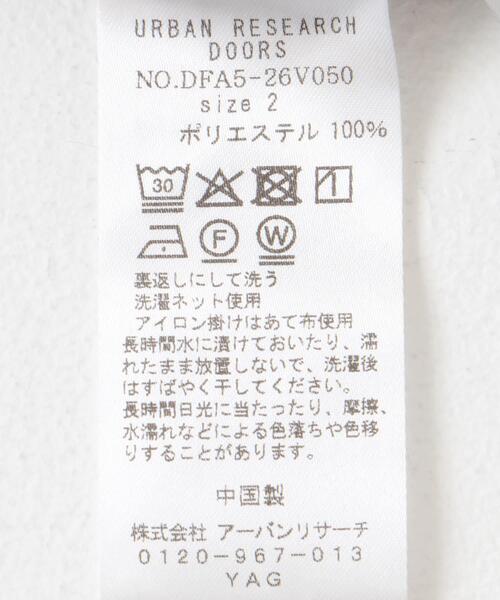 URBAN RESEARCH
DOORS
NO.DFA5-26V050
size 2
ポリエステル 100%
30
F W
裏返しにして洗う
洗濯ネット使用
アイロン掛けはあて布使用
長時間水に漬けておいたり、濡
れたまま放置しないで、洗濯後
はすばやく干してください。
長時間日光に当たったり、摩擦、
水濡れなどによる色落ちや色移
りすることがあります。
中国製
株式会社 アーバンリサーチ
0120-967-013
YAG